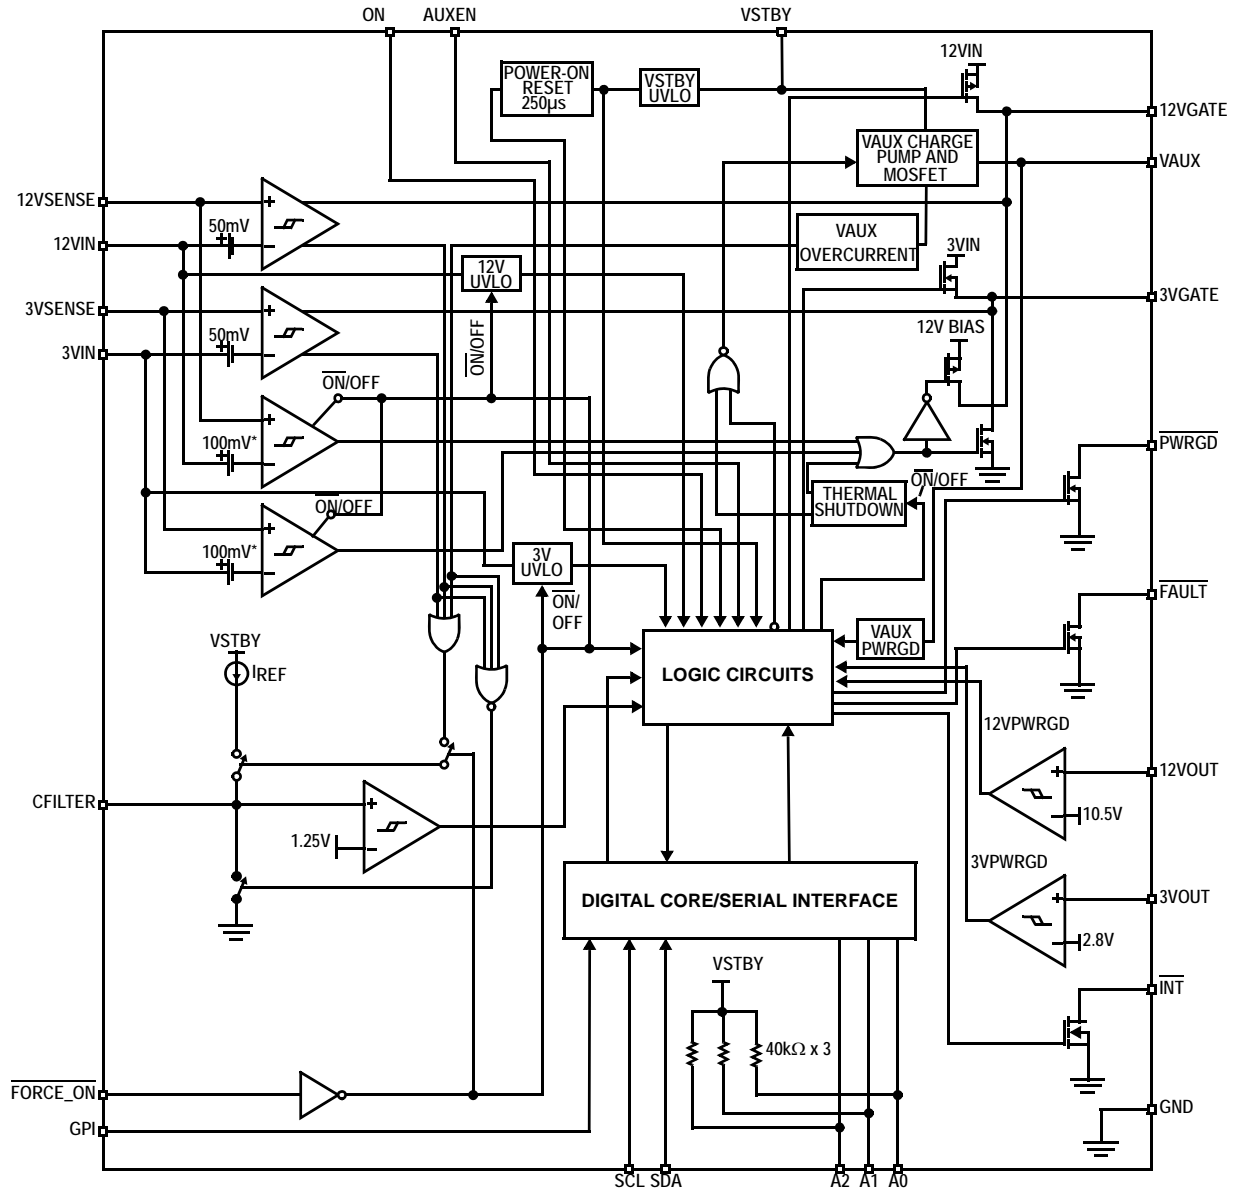 ON
AUXEN
VSTBY
12VIN
POWER-ON
RESET
250µs
VSTBY
UVLO
12VGATE
VAUX CHARGE
PUMP AND
MOSFET
VAUX
12VSENSE
50mV
12VIN
VAUX
OVERCURRENT
3VIN
12V
UVLO
3VSENSE
3VGATE
50mV
3VIN
ON/OFF
12V BIAS
ON/OFF
100mV*
PWRGD
ON/OFF
THERMAL
SHUTDOWN
ON/OFF
100mV*
3V
UVLO
ON/
OFF
FAULT
VSTBY
IREF
VAUX
PWRGD
LOGIC CIRCUITS
12VPWRGD
12VOUT
10.5V
CFILTER
1.25V
3VPWRGD
DIGITAL CORE/SERIAL INTERFACE
3VOUT
2.8V
VSTBY
INT
40kΩ x 3
FORCE_ON
GPI
GND
SCL SDA
A2 A1 A0
+
−
+
−
+
−
+
−
+
−
+
−
+
−
+
+
+
+